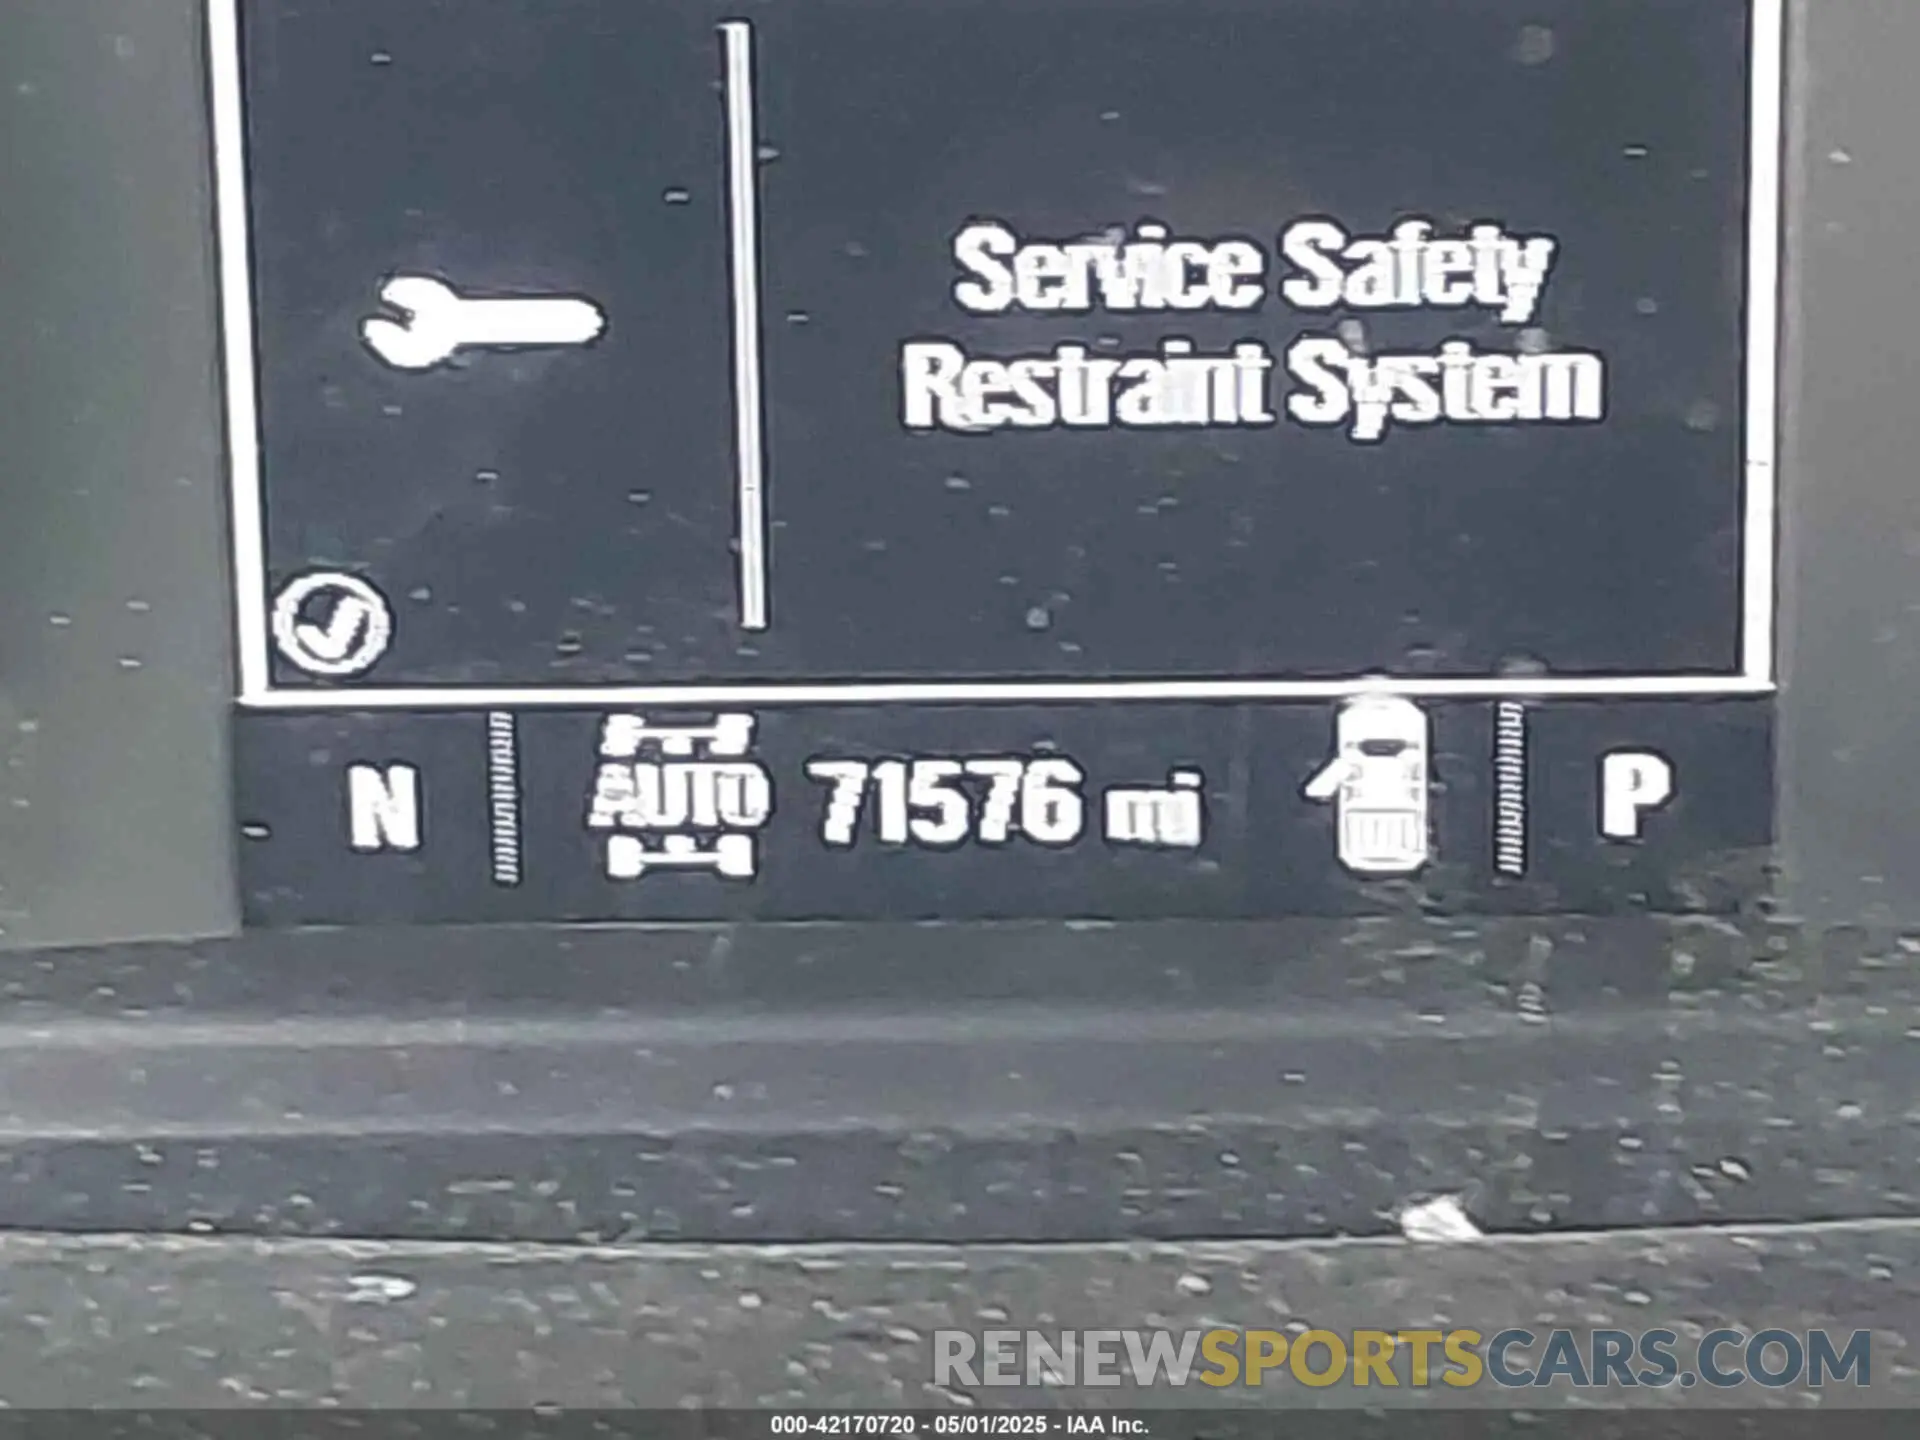 Service Safety
Restraint System
N AUTO 71576 mi P
RENEWSPORTSCARS.COM
000-42170720 - 05/01/2025 - IAA Inc.